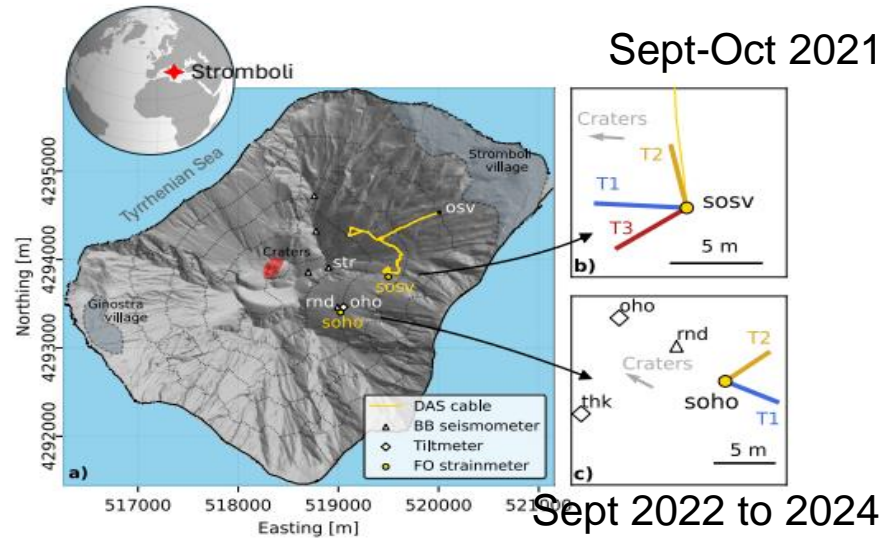 Sept-Oct 2021
Stromboli
Tyrrhenian Sea
Stromboli
village
osv
Craters
str
sosv
rnd
oho
soho
Ginostra
village
DAS cable
BB seismometer
Tiltmeter
FO strainmeter
a)
Northing [m]
4295000
4294000
4293000
4292000
517000
518000
519000
520000
521000
Easting [m]
Craters
T2
T1
sosv
T3
5 m
b)
oho
rnd
T2
Craters
soho
thk
T1
5 m
c)
Sept 2022 to 2024